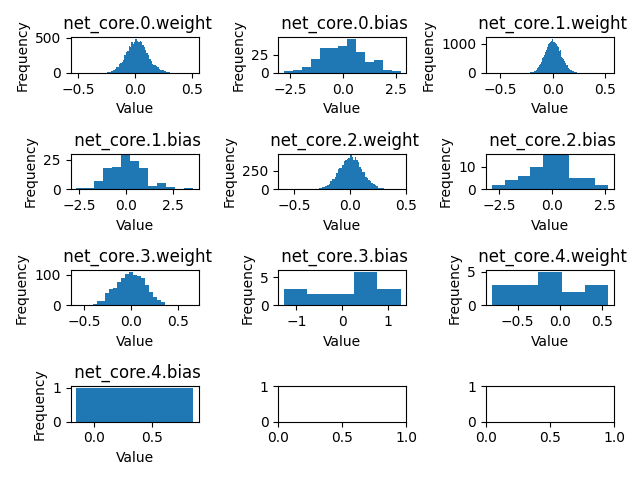 net_core.0.weight
Frequency
500
0
−0.5
0.0
0.5
Value
net_core.0.bias
Frequency
25
0
−2.5
0.0
2.5
Value
net_core.1.weight
Frequency
1000
0
−0.5
0.0
0.5
Value
net_core.1.bias
Frequency
25
0
−2.5
0.0
2.5
Value
net_core.2.weight
Frequency
250
0
−0.5
0.0
0.5
Value
net_core.2.bias
Frequency
10
0
−2.5
0.0
2.5
Value
net_core.3.weight
Frequency
100
0
−0.5
0.0
0.5
Value
net_core.3.bias
Frequency
5
0
−1
0
1
Value
net_core.4.weight
Frequency
5
0
−0.5
0.0
0.5
Value
net_core.4.bias
Frequency
1
0
0.0
0.5
Value
1
0
0.0
0.5
1.0
1
0
0.0
0.5
1.0